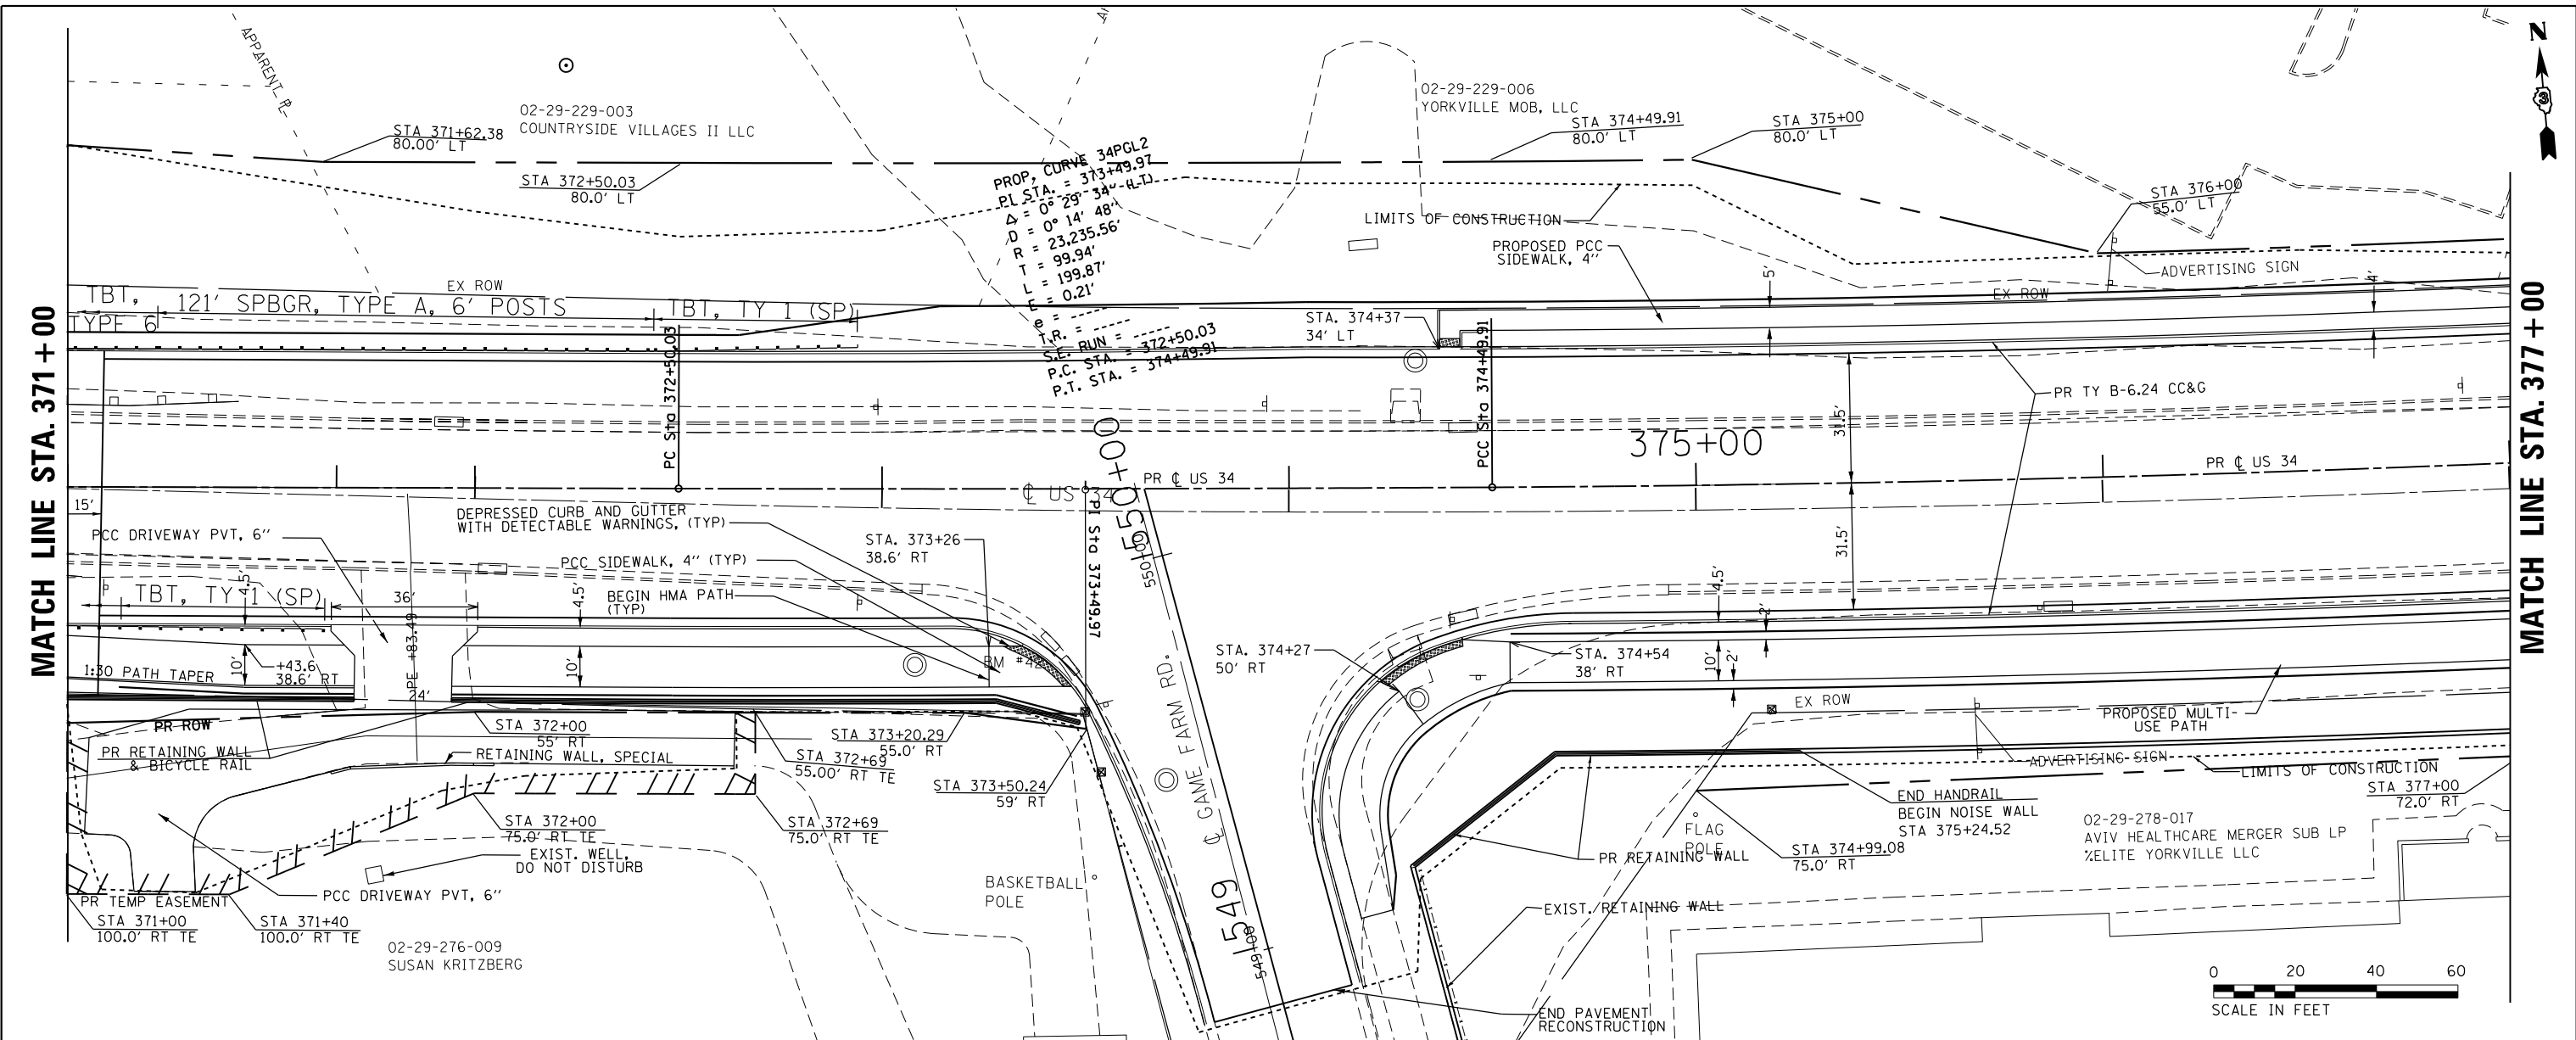 MATCH LINE STA. 371+00
APPARENT
02-29-229-003
COUNTRYSIDE VILLAGES II LLC
STA 371+62.38
80.00' LT
STA 372+50.03
80.0' LT
PROP. CURVE 34PGL2
PI STA. = 373+49.97
Δ = 0° 29' 34" (LT)
D = 0° 14' 48"
R = 23,235.56'
T = 99.94'
L = 199.87'
E = 0.21'
e = -----
T.R. = -----
S.E. RUN = -----
P.C. STA. = 372+50.03
P.T. STA. = 374+49.91
02-29-229-006
YORKVILLE MOB, LLC
STA 374+49.91
80.0' LT
STA 375+00
80.0' LT
STA 376+00
55.0' LT
N
3
LIMITS OF CONSTRUCTION
PROPOSED PCC
SIDEWALK, 4"
ADVERTISING SIGN
EX ROW
EX ROW
TBT,
TYPE 6
121' SPBGR, TYPE A, 6' POSTS
TBT, TY 1 (SP)
PC Sta 372+50.03
STA. 374+37
34' LT
PCC Sta 374+49.91
5'
4'
31.5'
PR TY B-6.24 CC&G
375+00
PR ℄ US 34
PR ℄ US 34
℄ US 34
31.5'
MATCH LINE STA. 377+00
15'
PCC DRIVEWAY PVT, 6"
DEPRESSED CURB AND GUTTER
WITH DETECTABLE WARNINGS, (TYP)
PCC SIDEWALK, 4" (TYP)
BEGIN HMA PATH
(TYP)
STA. 373+26
38.6' RT
PI Sta 373+49.97
1550+00
550+00
TBT, TY 1 (SP)
4.5'
36'
4.5'
PE +83.49
10'
10'
+43.6
38.6' RT
1:30 PATH TAPER
24'
BM #42
STA. 374+27
50' RT
STA. 374+54
38' RT
4.5'
2'
10'
2'
EX ROW
PROPOSED MULTI-
USE PATH
PR ROW
PR RETAINING WALL
& BICYCLE RAIL
STA 372+00
55' RT
RETAINING WALL, SPECIAL
STA 373+20.29
55.0' RT
STA 372+69
55.00' RT TE
STA 373+50.24
59' RT
℄ GAME FARM RD.
ADVERTISING SIGN
LIMITS OF CONSTRUCTION
STA 377+00
72.0' RT
END HANDRAIL
BEGIN NOISE WALL
STA 375+24.52
02-29-278-017
AVIV HEALTHCARE MERGER SUB LP
%ELITE YORKVILLE LLC
FLAG
POLE
STA 374+99.08
75.0' RT
PR RETAINING WALL
STA 372+00
75.0' RT TE
STA 372+69
75.0' RT TE
EXIST. WELL,
DO NOT DISTURB
PCC DRIVEWAY PVT, 6"
PR TEMP EASEMENT
STA 371+00
100.0' RT TE
STA 371+40
100.0' RT TE
02-29-276-009
SUSAN KRITZBERG
BASKETBALL
POLE
1549
549+00
EXIST. RETAINING WALL
END PAVEMENT
RECONSTRUCTION
0 20 40 60
SCALE IN FEET